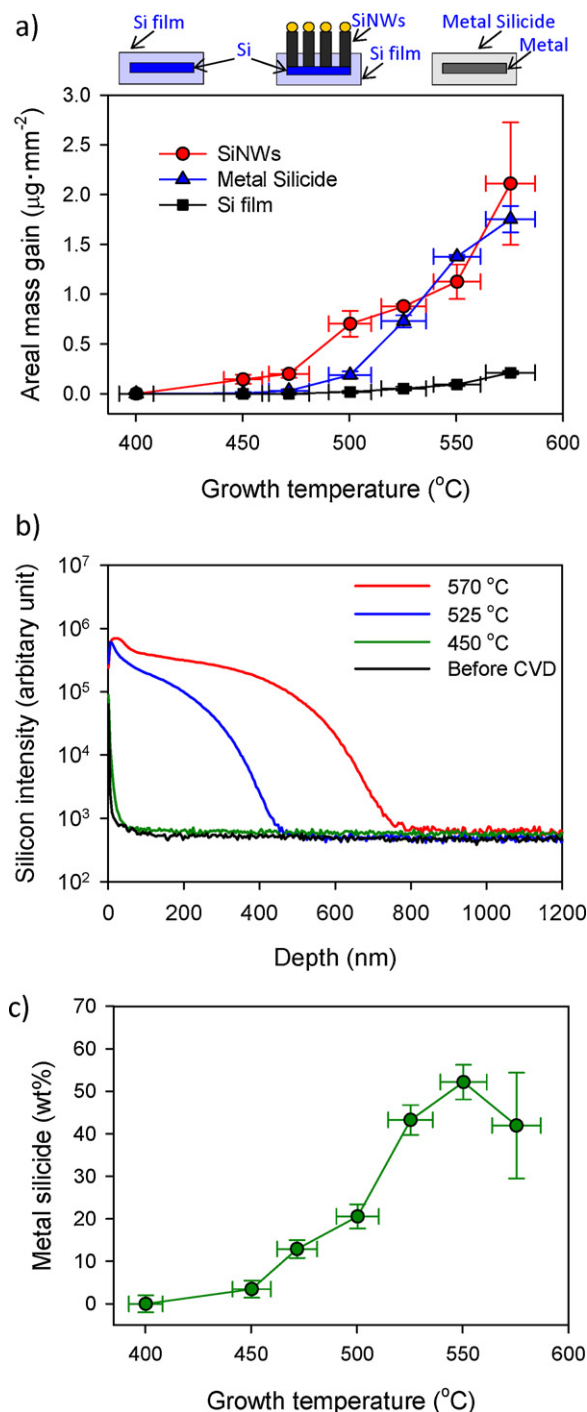 a)
Si film
Si
SiNWs
Si film
Metal Silicide
Metal
3.0
2.5
2.0
1.5
1.0
0.5
0.0
Areal mass gain (μg·mm⁻²)
SiNWs
Metal Silicide
Si film
400 450 500 550 600
Growth temperature (°C)
b)
10⁷
10⁶
10⁵
10⁴
10³
10²
Silicon intensity (arbitary unit)
570 °C
525 °C
450 °C
Before CVD
0 200 400 600 800 1000 1200
Depth (nm)
c)
70
60
50
40
30
20
10
0
Metal silicide (wt%)
400 450 500 550 600
Growth temperature (°C)